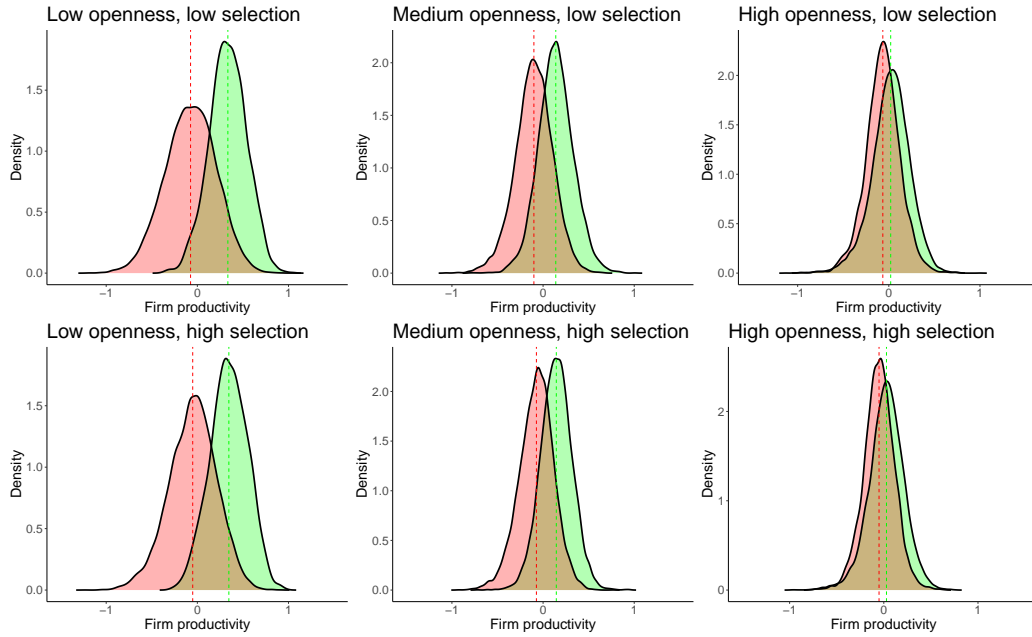 Low openness, low selection
Density
1.5
1.0
0.5
0.0
−1
0
1
Firm productivity
Medium openness, low selection
Density
2.0
1.5
1.0
0.5
0.0
−1
0
1
Firm productivity
High openness, low selection
Density
2.0
1.5
1.0
0.5
0.0
−1
0
1
Firm productivity
Low openness, high selection
Density
1.5
1.0
0.5
0.0
−1
0
1
Firm productivity
Medium openness, high selection
Density
2.0
1.5
1.0
0.5
0.0
−1
0
1
Firm productivity
High openness, high selection
Density
2
1
0
−1
0
1
Firm productivity